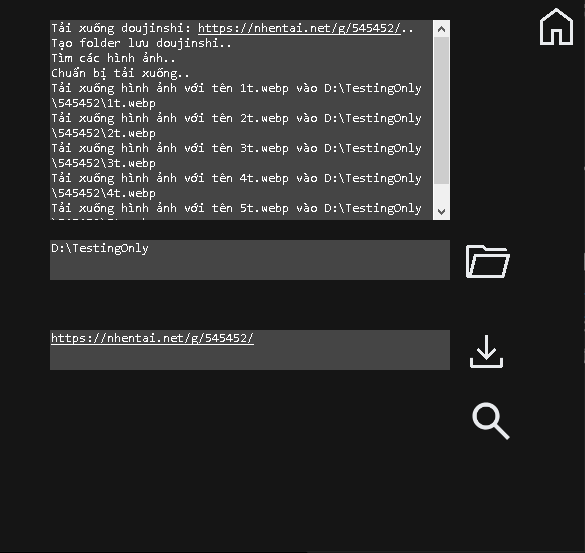 Tải xuống doujinshi: https://nhentai.net/g/545452/..
Tạo folder lưu doujinshi..
Tìm các hình ảnh..
Chuẩn bị tải xuống..
Tải xuống hình ảnh với tên 1t.webp vào D:\TestingOnly
\545452\1t.webp
Tải xuống hình ảnh với tên 2t.webp vào D:\TestingOnly
\545452\2t.webp
Tải xuống hình ảnh với tên 3t.webp vào D:\TestingOnly
\545452\3t.webp
Tải xuống hình ảnh với tên 4t.webp vào D:\TestingOnly
\545452\4t.webp
Tải xuống hình ảnh với tên 5t.webp vào D:\TestingOnly
D:\TestingOnly
https://nhentai.net/g/545452/